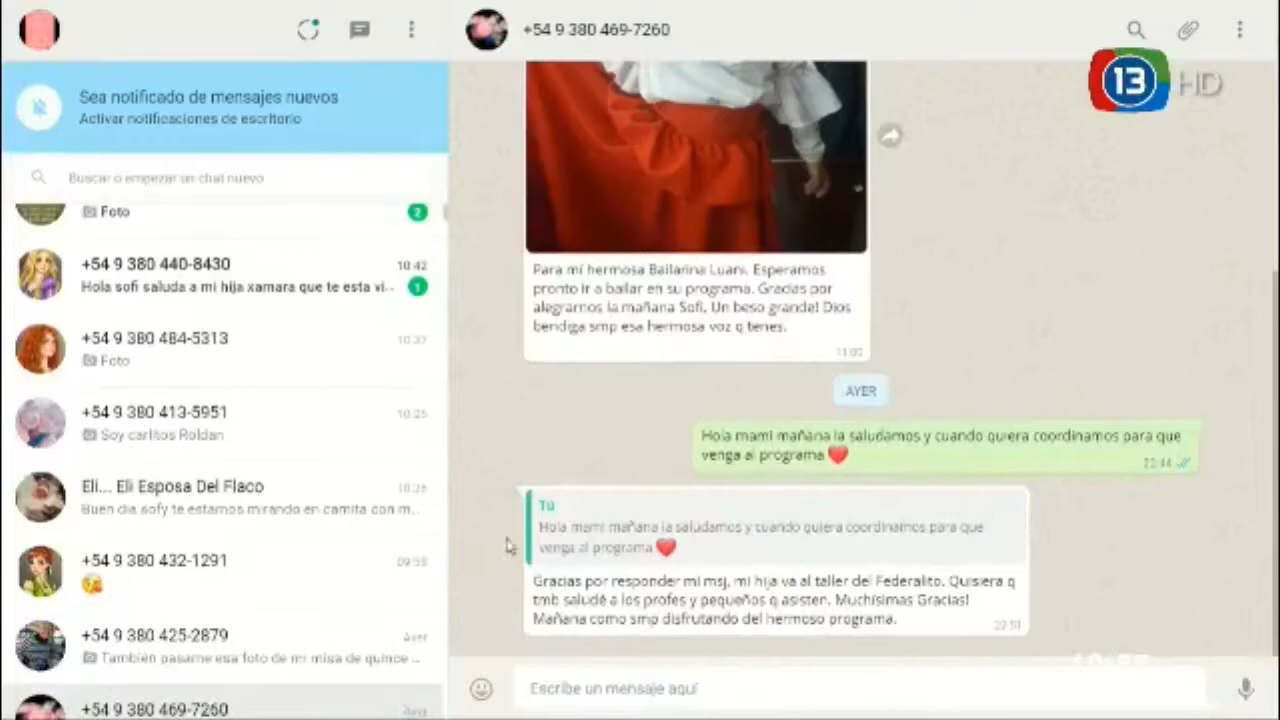 +54 9 380 469-7260
13 HD
Sea notificado de mensajes nuevos
Activar notificaciones de escritorio
Buscar o empezar un chat nuevo
Foto
2
+54 9 380 440-8430
10:42
Hola sofi saluda a mi hija xamara que te esta vi...
1
+54 9 380 484-5313
10:37
Foto
+54 9 380 413-5951
10:25
Soy carlitos Roldan
Eli... Eli Esposa Del Flaco
Buen dia sofy te estamos mirando en camita con m...
+54 9 380 432-1291
+54 9 380 425-2879
Ayer
También pasame esa foto de mi misa de quince ...
+54 9 380 469-7260
Ayer
Para mi hermosa Bailarina Luani. Esperamos
pronto ir a bailar en su programa. Gracias por
alegrarnos la mañana Sofi. Un beso grande! Dios
bendiga smp esa hermosa voz q tenes.
AYER
Hola mami mañana la saludamos y cuando quiera coordinamos para que
venga al programa ❤️
22:44
Tú
Hola mami mañana la saludamos y cuando quiera coordinamos para que
venga al programa ❤️
Gracias por responder mi msj, mi hija va al taller del Federalito. Quisiera q
tmb saludé a los profes y pequeños q asisten. Muchísimas Gracias!
Mañana como smp disfrutando del hermoso programa.
22:51
Escribe un mensaje aquí